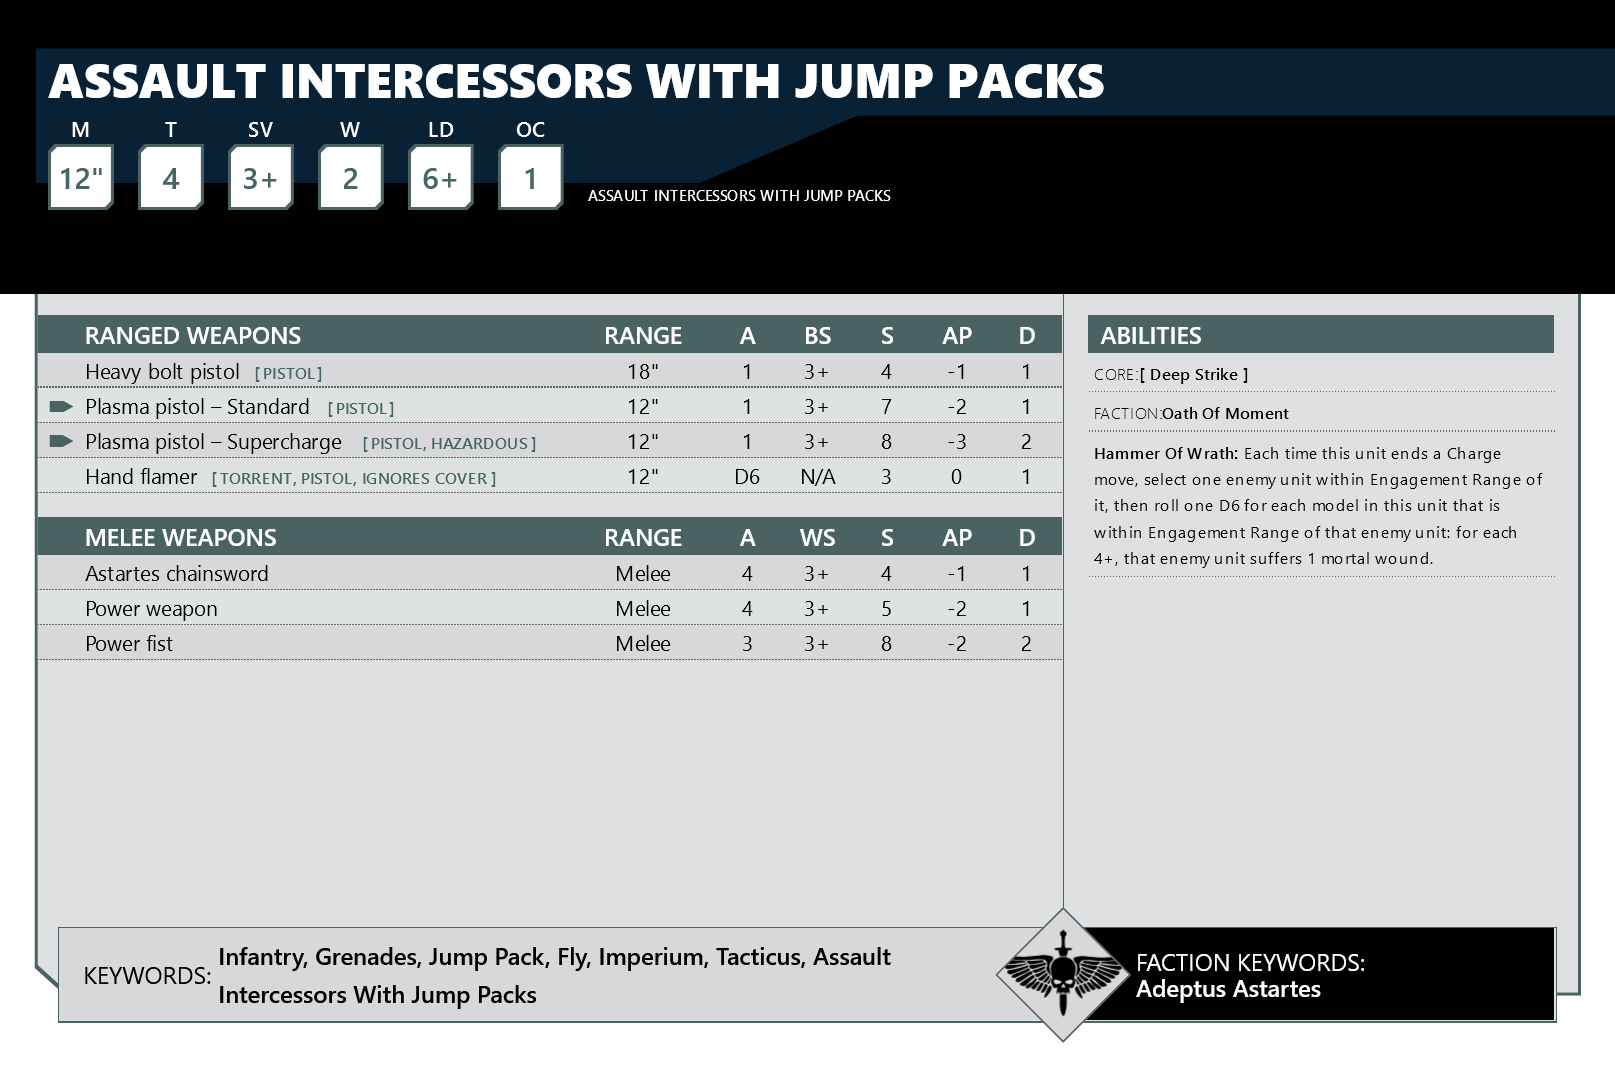 ASSAULT INTERCESSORS WITH JUMP PACKS
M T SV W LD OC
12" 4 3+ 2 6+ 1
ASSAULT INTERCESSORS WITH JUMP PACKS
RANGED WEAPONS RANGE A BS S AP D
Heavy bolt pistol [PISTOL] 18" 1 3+ 4 -1 1
Plasma pistol – Standard [PISTOL] 12" 1 3+ 7 -2 1
Plasma pistol – Supercharge [PISTOL, HAZARDOUS] 12" 1 3+ 8 -3 2
Hand flamer [TORRENT, PISTOL, IGNORES COVER] 12" D6 N/A 3 0 1
MELEE WEAPONS RANGE A WS S AP D
Astartes chainsword Melee 4 3+ 4 -1 1
Power weapon Melee 4 3+ 5 -2 1
Power fist Melee 3 3+ 8 -2 2
ABILITIES
CORE:[ Deep Strike ]
FACTION:Oath Of Moment
Hammer Of Wrath: Each time this unit ends a Charge
move, select one enemy unit within Engagement Range of
it, then roll one D6 for each model in this unit that is
within Engagement Range of that enemy unit: for each
4+, that enemy unit suffers 1 mortal wound.
KEYWORDS: Infantry, Grenades, Jump Pack, Fly, Imperium, Tacticus, Assault
Intercessors With Jump Packs
FACTION KEYWORDS:
Adeptus Astartes